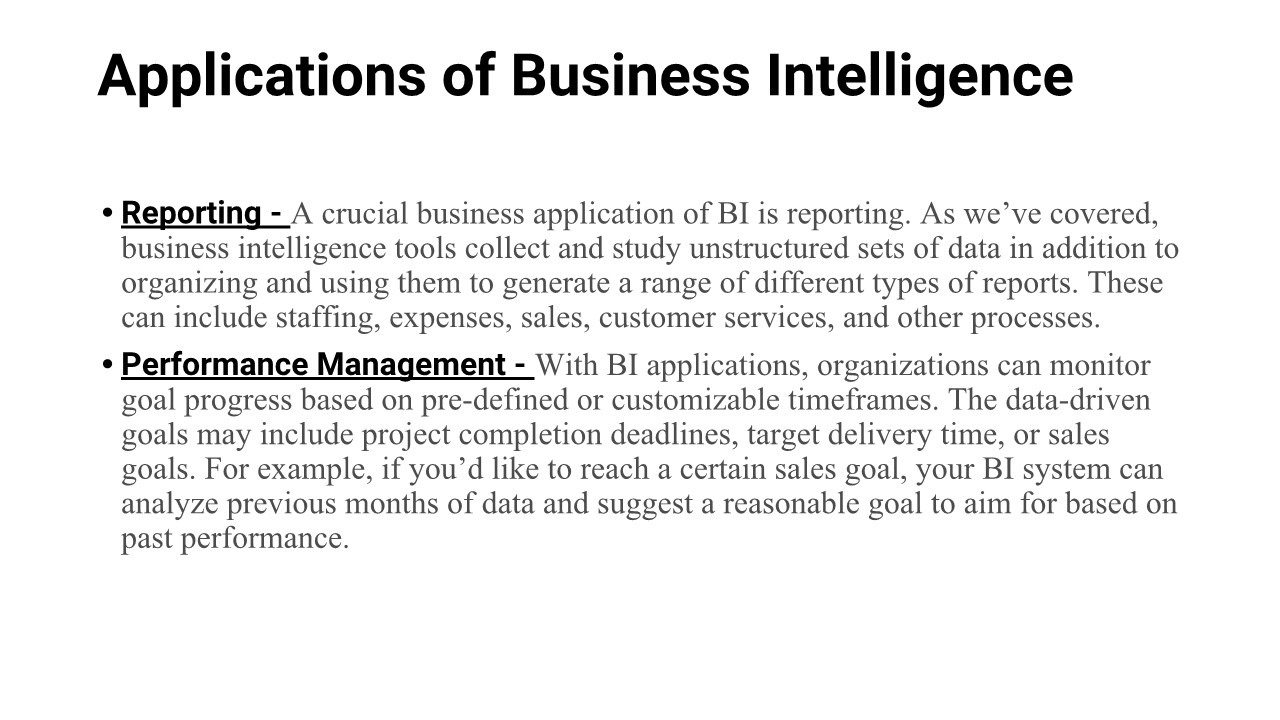 Applications of Business Intelligence
• Reporting - A crucial business application of BI is reporting. As we’ve covered,
business intelligence tools collect and study unstructured sets of data in addition to
organizing and using them to generate a range of different types of reports. These
can include staffing, expenses, sales, customer services, and other processes.
• Performance Management - With BI applications, organizations can monitor
goal progress based on pre-defined or customizable timeframes. The data-driven
goals may include project completion deadlines, target delivery time, or sales
goals. For example, if you’d like to reach a certain sales goal, your BI system can
analyze previous months of data and suggest a reasonable goal to aim for based on
past performance.